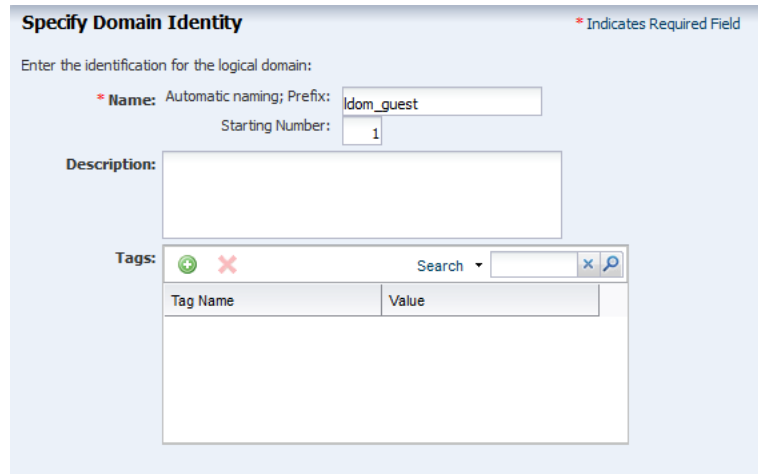 Specify Domain Identity
* Indicates Required Field
Enter the identification for the logical domain:
* Name: Automatic naming; Prefix: ldom_guest
Starting Number: 1
Description:
Tags:
Search
Tag Name Value